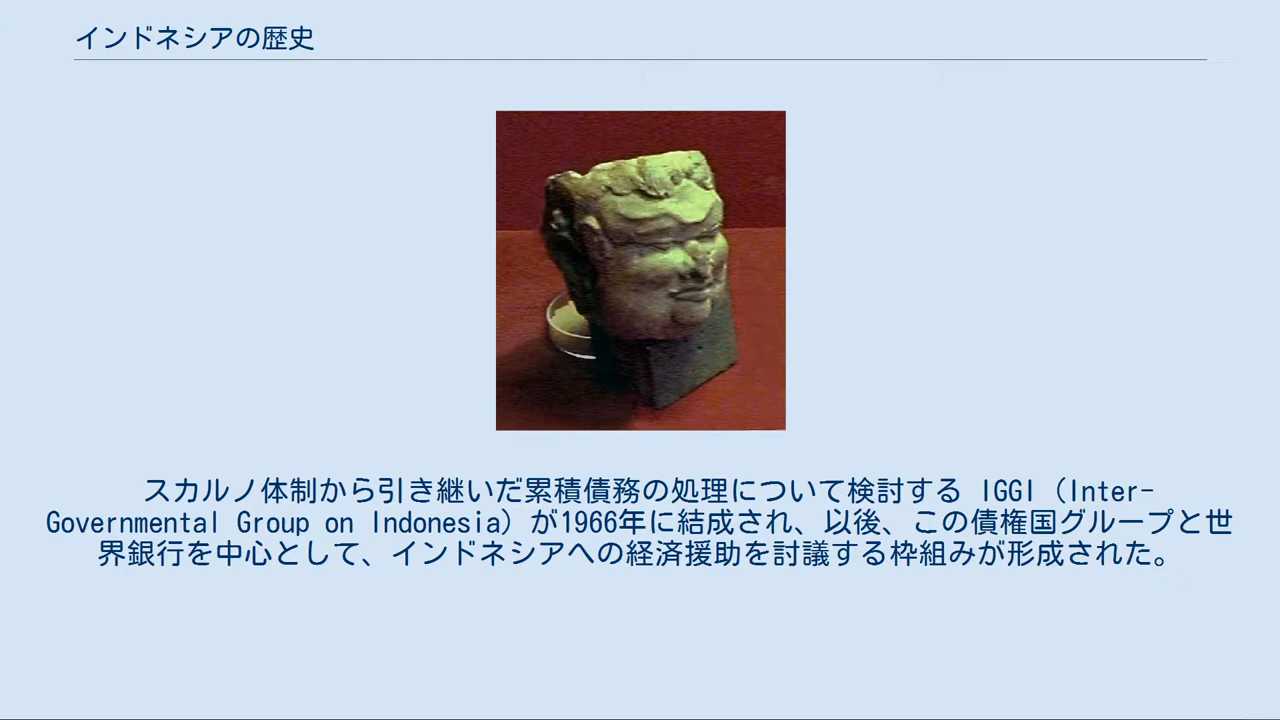 インドネシアの歴史
スカルノ体制から引き継いだ累積債務の処理について検討する IGGI（Inter-
Governmental Group on Indonesia）が1966年に結成され、以後、この債権国グループと世
界銀行を中心として、インドネシアへの経済援助を討議する枠組みが形成された。